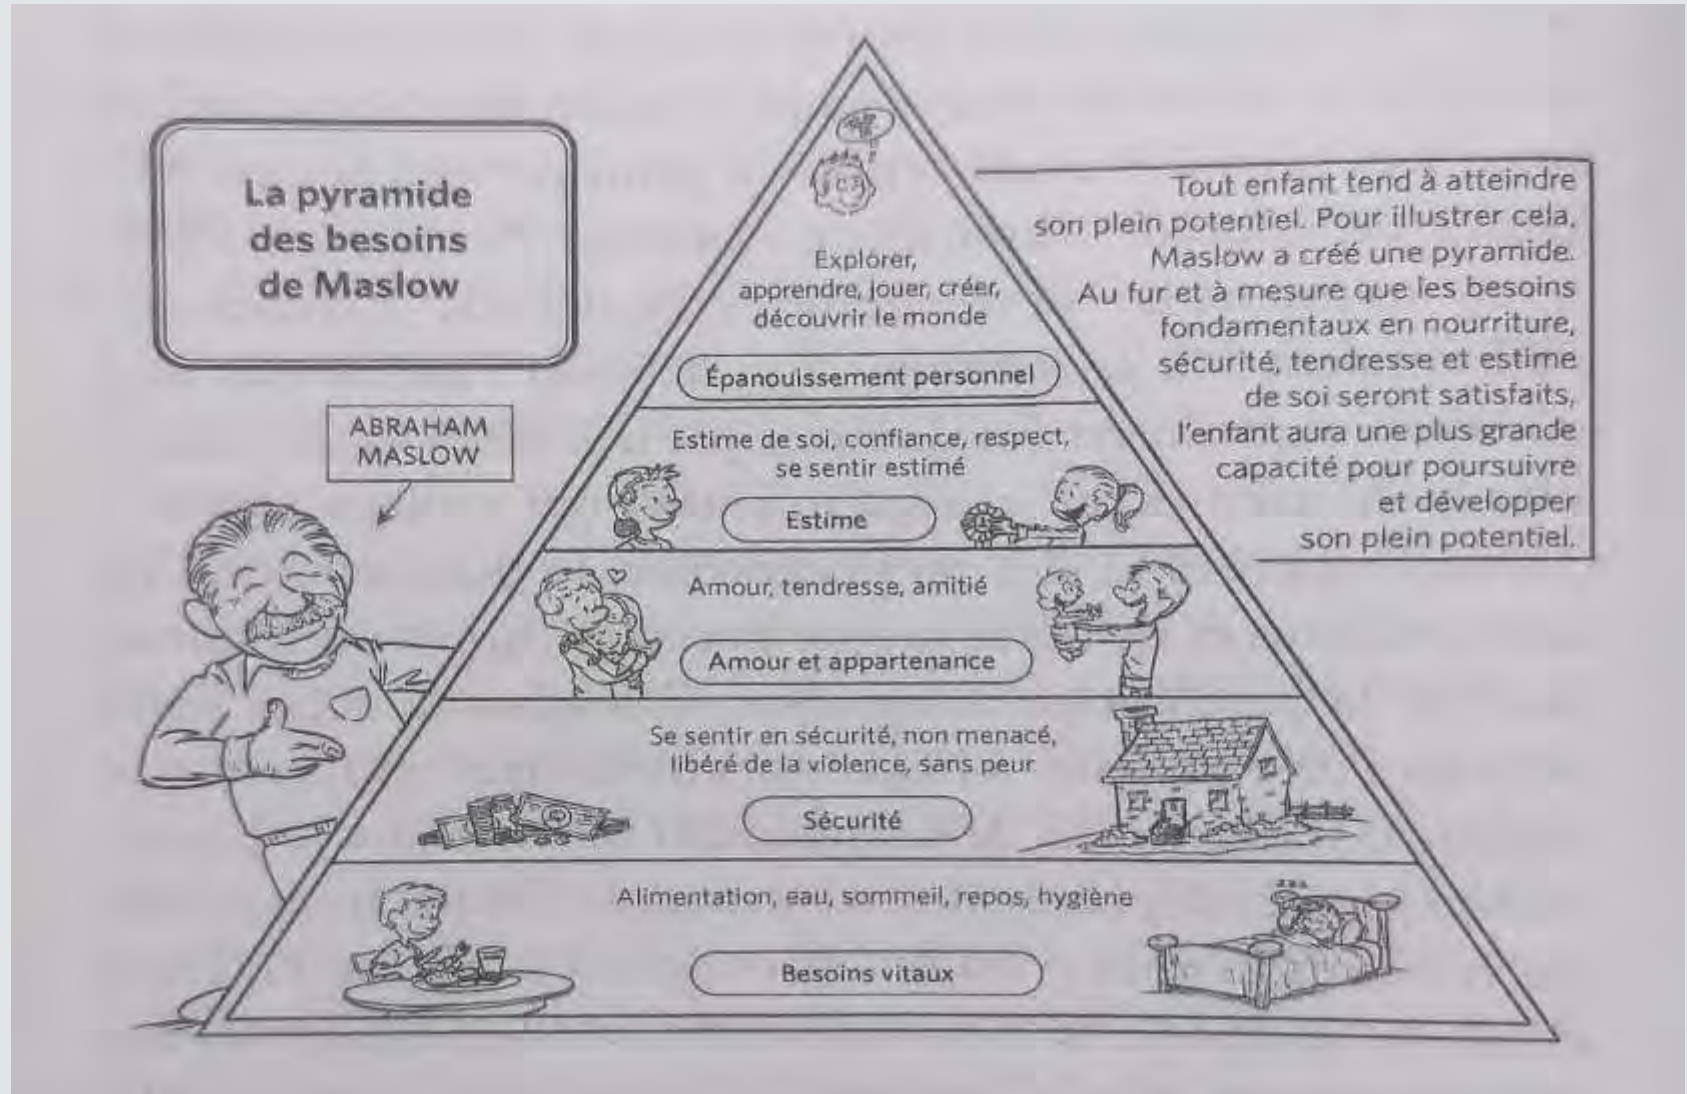 La pyramide
des besoins
de Maslow
ABRAHAM
MASLOW
Tout enfant tend à atteindre
son plein potentiel. Pour illustrer cela,
Maslow a créé une pyramide.
Au fur et à mesure que les besoins
fondamentaux en nourriture,
sécurité, tendresse et estime
de soi seront satisfaits,
l'enfant aura une plus grande
capacité pour poursuivre
et développer
son plein potentiel.
Explorer,
apprendre, jouer, créer,
découvrir le monde
Épanouissement personnel
Estime de soi, confiance, respect,
se sentir estimé
Estime
Amour, tendresse, amitié
Amour et appartenance
Se sentir en sécurité, non menacé,
libéré de la violence, sans peur
Sécurité
Alimentation, eau, sommeil, repos, hygiène
zzz
Besoins vitaux